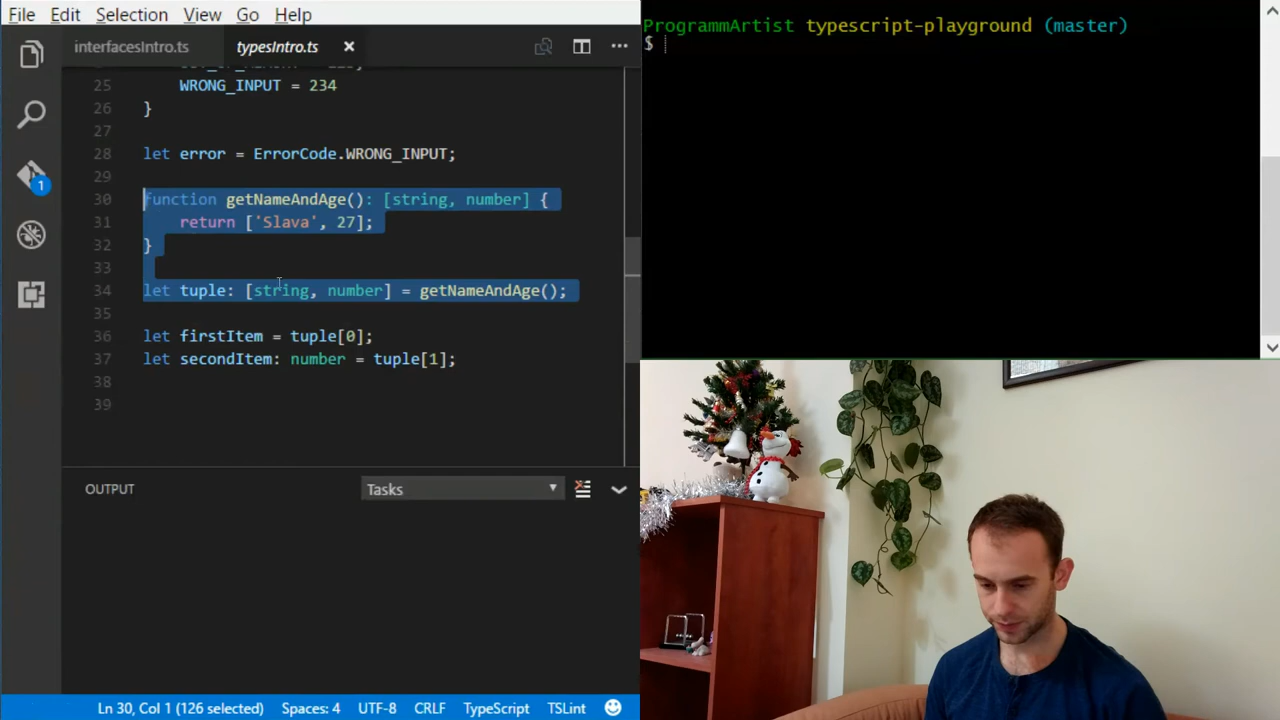 File Edit Selection View Go Help
interfacesIntro.ts typesIntro.ts
25 WRONG_INPUT = 234
26 }
27
28 let error = ErrorCode.WRONG_INPUT;
29
30 function getNameAndAge(): [string, number] {
31 return ['Slava', 27];
32 }
33
34 let tuple: [string, number] = getNameAndAge();
35
36 let firstItem = tuple[0];
37 let secondItem: number = tuple[1];
38
39
OUTPUT Tasks
1
Ln 30, Col 1 (126 selected) Spaces: 4 UTF-8 CRLF TypeScript TSLint
ProgrammArtist typescript-playground (master)
$